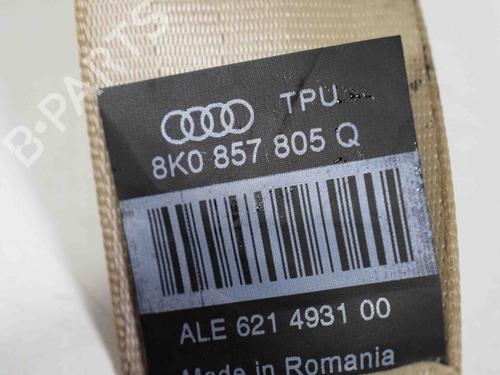 B-PARTS
TPU
8K0 857 805 Q
ALE 621 4931 00
Made in Romania